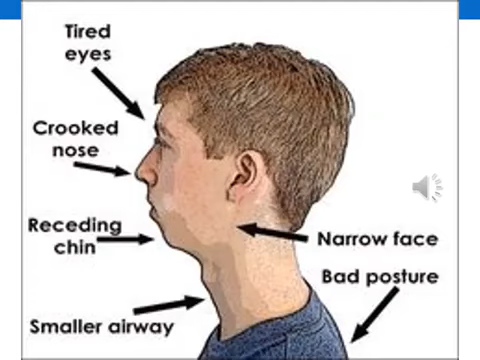 Tired
eyes
Crooked
nose
Receding
chin
Narrow face
Bad posture
Smaller airway